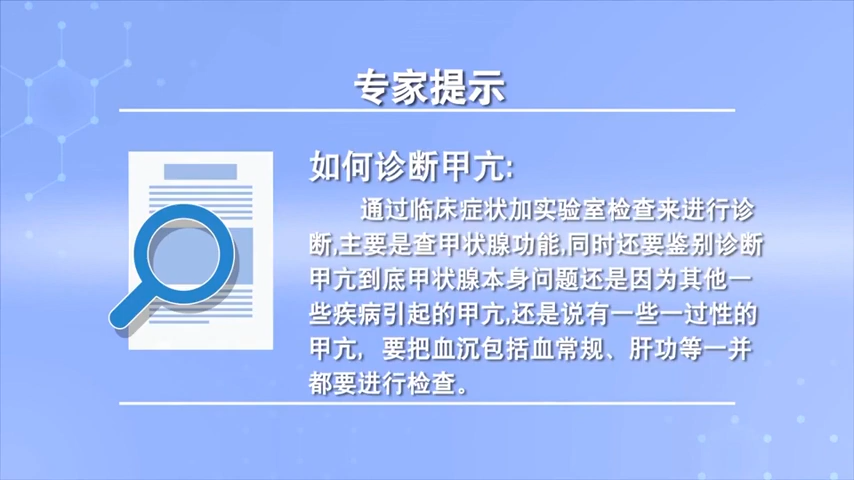 专家提示
如何诊断甲亢:
通过临床症状加实验室检查来进行诊
断,主要是查甲状腺功能,同时还要鉴别诊断
甲亢到底甲状腺本身问题还是因为其他一
些疾病引起的甲亢,还是说有一些一过性的
甲亢，要把血沉包括血常规、肝功等一并
都要进行检查。